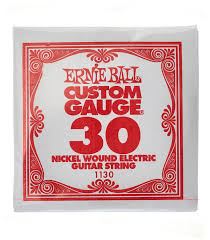 ERNIE BALL
CUSTOM
GAUGE
30
NICKEL WOUND ELECTRIC
GUITAR STRING
1130